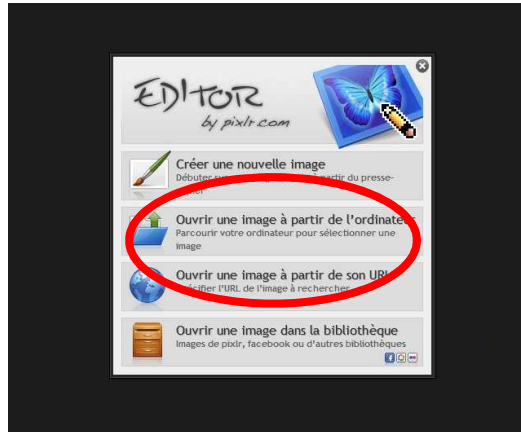 EDITOR
by pixlr.com
Créer une nouvelle image
Ouvrir une image à partir de l'ordinateur
Parcourir votre ordinateur pour sélectionner une
image
Ouvrir une image à partir de son URL
l'URL de l'image à rechercher
Ouvrir une image dans la bibliothèque
Images de pixlr, facebook ou d'autres bibliothèques